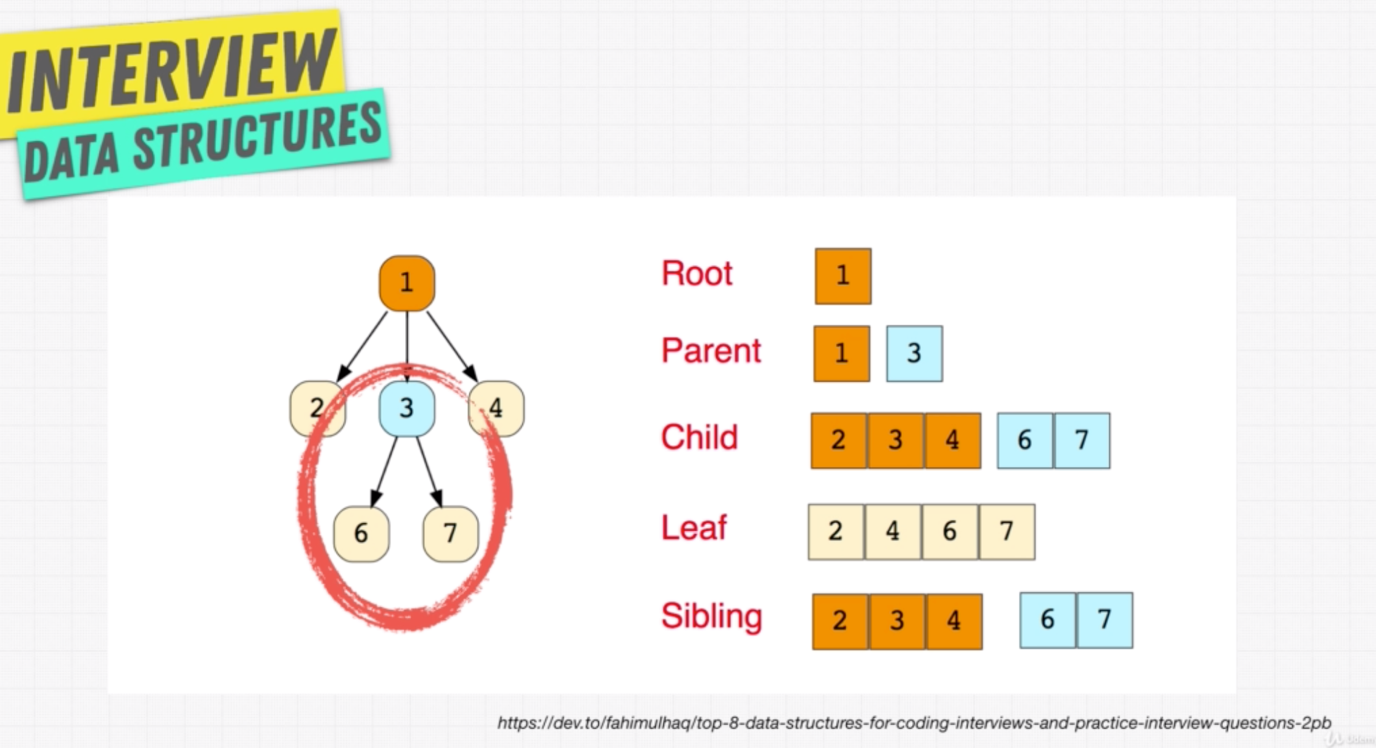 INTERVIEW
DATA STRUCTURES
1
2 3 4
6 7
Root 1
Parent 1 3
Child 2 3 4 6 7
Leaf 2 4 6 7
Sibling 2 3 4 6 7
https://dev.to/fahimulhaq/top-8-data-structures-for-coding-interviews-and-practice-interview-questions-2pb
Udemy